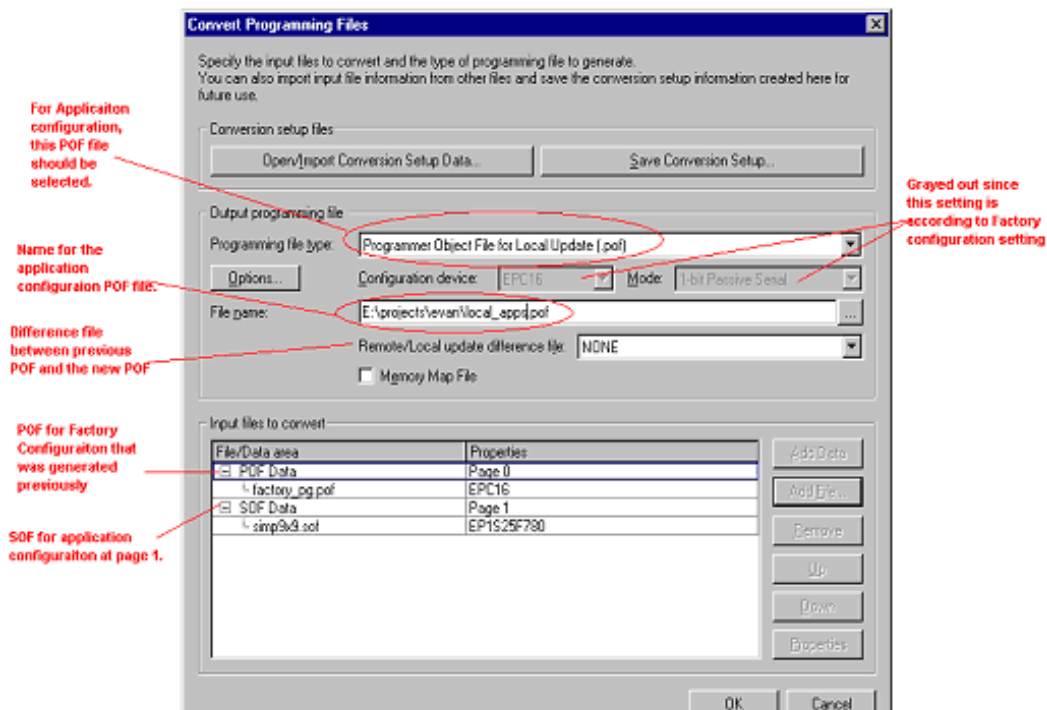 Convert Programming Files
Specify the input files to convert and the type of programming file to generate.
You can also import input file information from other files and save the conversion setup information created here for
future use.
For Applicaiton
configuration,
this POF file
should be
selected.
Conversion setup files
Open/Import Conversion Setup Data...
Save Conversion Setup...
Grayed out since
this setting is
according to Factory
configuration setting
Output programming file
Programming file type:
Programmer Object File for Local Update (.pof)
Name for the
application
configuraion POF file.
Options...
Configuration device:
EPC16
Mode:
1-bit Passive Serial
File name:
E:\projects\evan\local_apps.pof
...
Difference file
between previous
POF and the new POF
Remote/Local update difference file:
NONE
Memory Map File
Input files to convert
POF for Factory
Configuraiton that
was generated
previously
File/Data area
Properties
POF Data
Page 0
factory_pg.pof
EPC16
SOF Data
Page 1
simp9x9.sof
EP1S25F780
SOF for application
configuraiton at page 1.
Add Data
Add File...
Remove
Up
Down
Properties
OK
Cancel